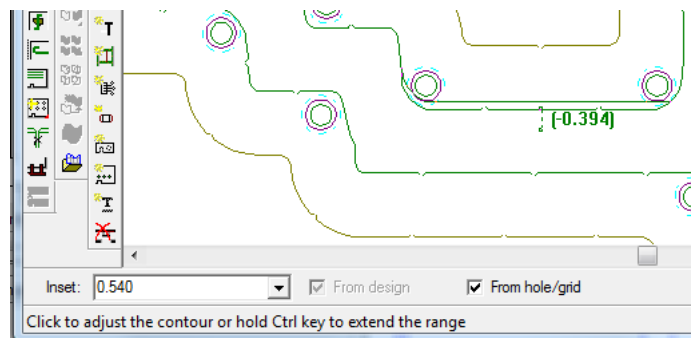 (-0.394)
Inset: 0.540 From design From hole/grid
Click to adjust the contour or hold Ctrl key to extend the range